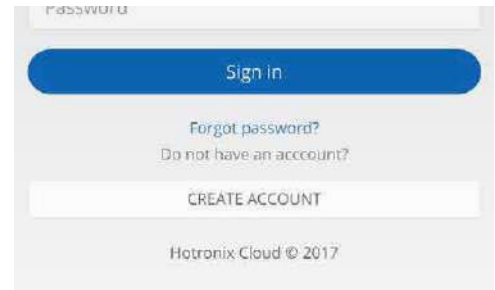 Password
Sign in
Forgot password?
Do not have an acccount?
CREATE ACCOUNT
Hotronix Cloud © 2017